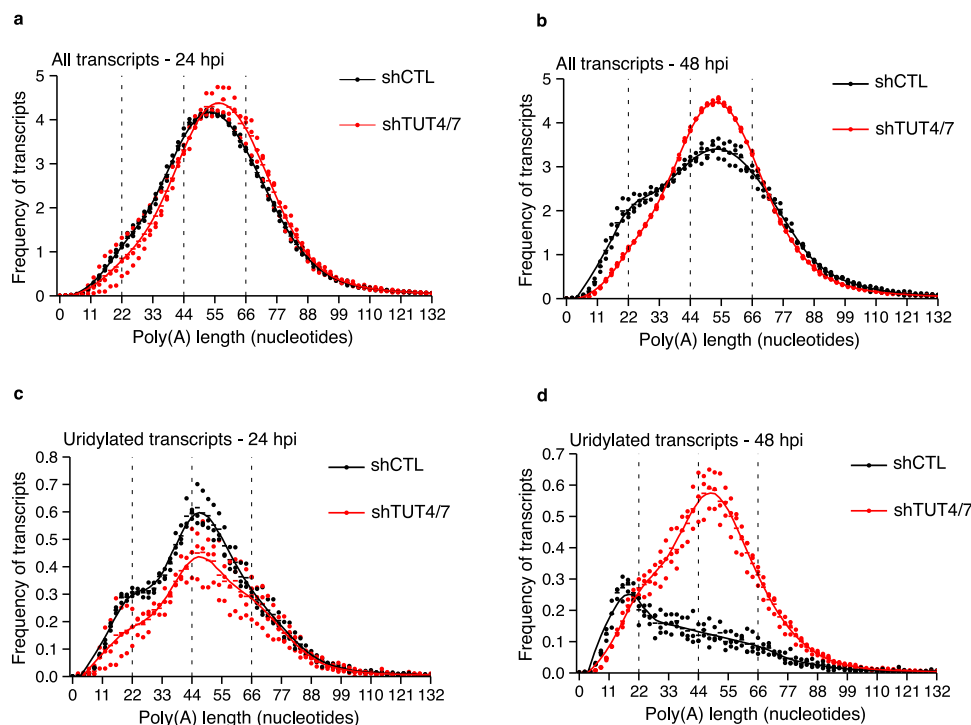 a
All transcripts - 24 hpi
shCTL
shTUT4/7
Frequency of transcripts
5
4
3
2
1
0
0 11 22 33 44 55 66 77 88 99 110 121 132
Poly(A) length (nucleotides)
b
All transcripts - 48 hpi
shCTL
shTUT4/7
Frequency of transcripts
5
4
3
2
1
0
0 11 22 33 44 55 66 77 88 99 110 121 132
Poly(A) length (nucleotides)
c
Uridylated transcripts - 24 hpi
shCTL
shTUT4/7
Frequency of transcripts
0.8
0.7
0.6
0.5
0.4
0.3
0.2
0.1
0.0
0 11 22 33 44 55 66 77 88 99 110 121 132
Poly(A) length (nucleotides)
d
Uridylated transcripts - 48 hpi
shCTL
shTUT4/7
Frequency of transcripts
0.7
0.6
0.5
0.4
0.3
0.2
0.1
0.0
0 11 22 33 44 55 66 77 88 99 110 121 132
Poly(A) length (nucleotides)